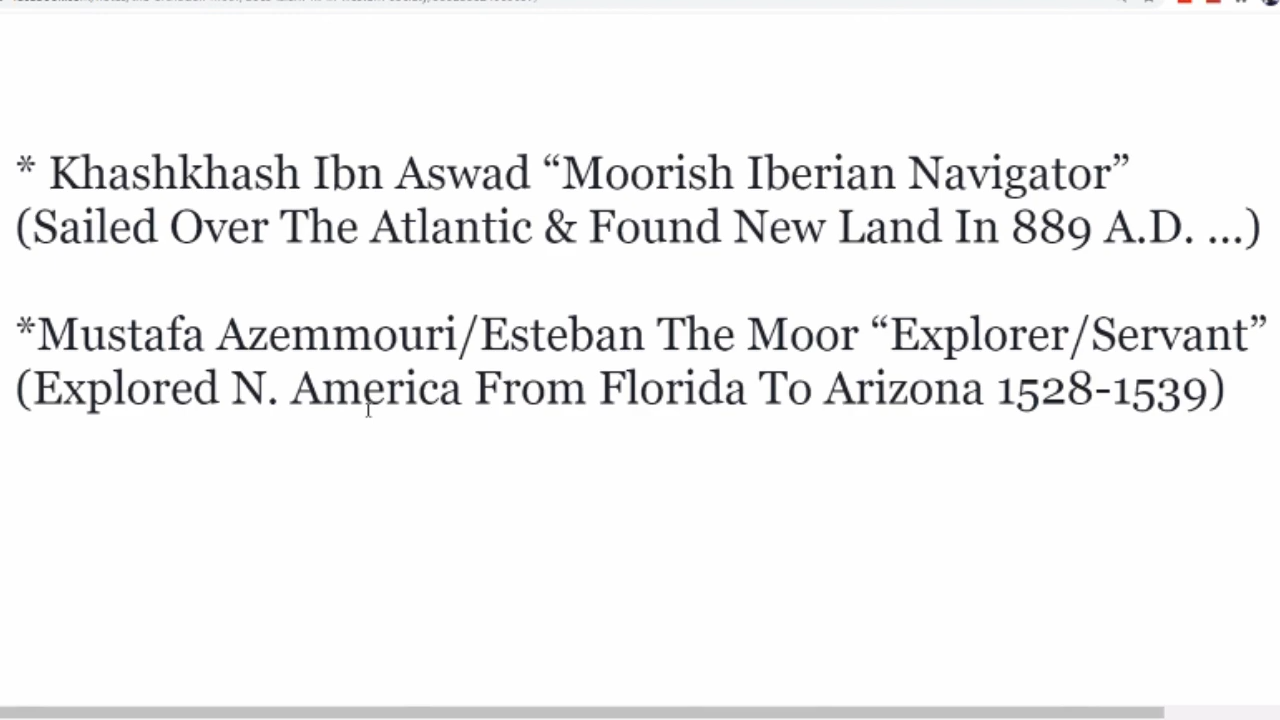 * Khashkhash Ibn Aswad “Moorish Iberian Navigator”
(Sailed Over The Atlantic & Found New Land In 889 A.D. ...)
*Mustafa Azemmouri/Esteban The Moor “Explorer/Servant”
(Explored N. America From Florida To Arizona 1528-1539)